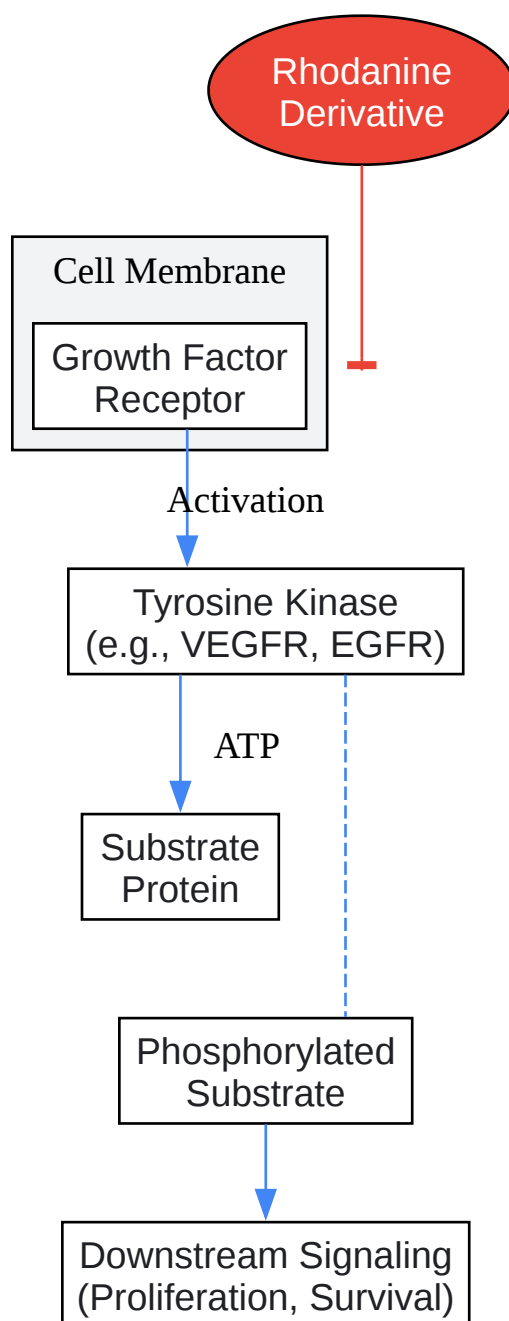 Rhodanine
Derivative
Cell Membrane
Growth Factor
Receptor
Activation
Tyrosine Kinase
(e.g., VEGFR, EGFR)
ATP
Substrate
Protein
Phosphorylated
Substrate
Downstream Signaling
(Proliferation, Survival)